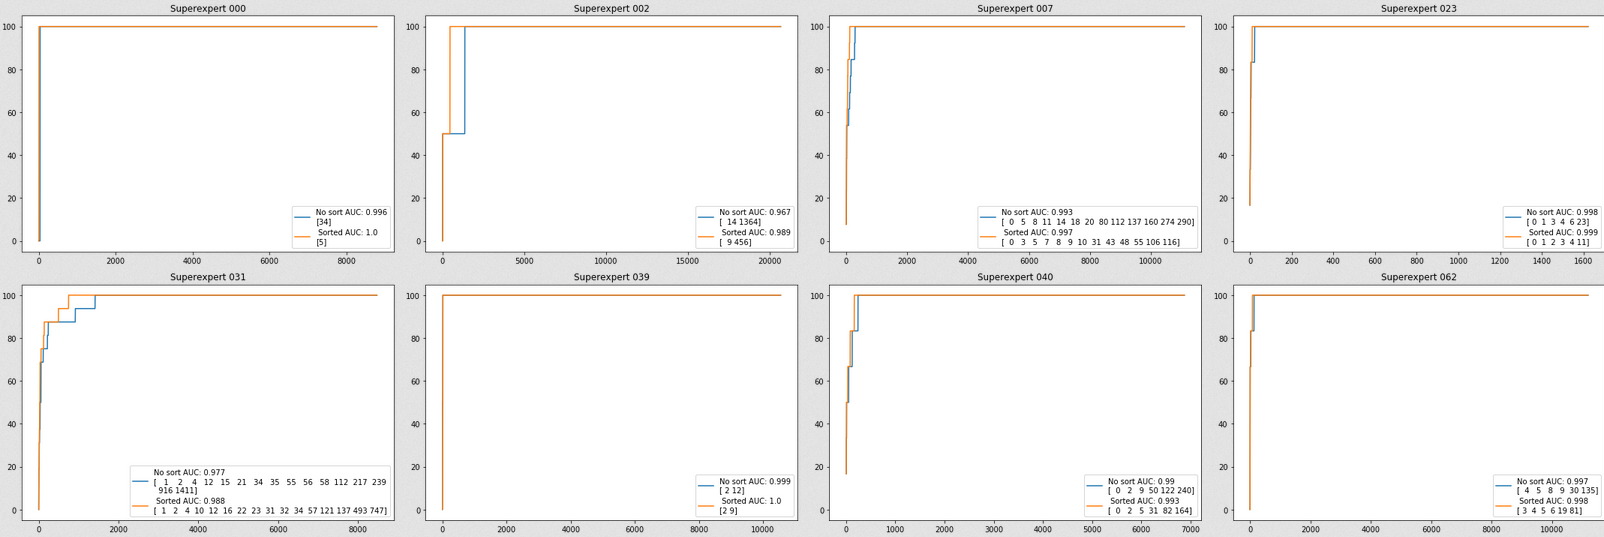 Superexpert 000
100
80
60
40
20
0
No sort AUC: 0.996
[34]
Sorted AUC: 1.0
[5]
0 2000 4000 6000 8000
Superexpert 002
100
80
60
40
20
0
No sort AUC: 0.967
[ 14 1364]
Sorted AUC: 0.989
[ 9 456]
0 5000 10000 15000 20000
Superexpert 007
100
80
60
40
20
0
No sort AUC: 0.993
[ 0 5 8 11 14 18 20 80 112 137 160 274 290]
Sorted AUC: 0.997
[ 0 3 5 7 8 9 10 31 43 48 55 106 116]
0 2000 4000 6000 8000 10000
Superexpert 023
100
80
60
40
20
0
No sort AUC: 0.998
[ 0 1 3 4 6 23]
Sorted AUC: 0.999
[ 0 1 2 3 4 11]
0 200 400 600 800 1000 1200 1400 1600
Superexpert 031
100
80
60
40
20
0
No sort AUC: 0.977
[ 1 2 4 12 15 21 34 35 55 56 58 112 217 239
916 1411]
Sorted AUC: 0.988
[ 1 2 4 10 12 16 22 23 31 32 34 57 121 137 493 747]
0 2000 4000 6000 8000
Superexpert 039
100
80
60
40
20
0
No sort AUC: 0.999
[ 2 12]
Sorted AUC: 1.0
[2 9]
0 2000 4000 6000 8000 10000
Superexpert 040
100
80
60
40
20
0
No sort AUC: 0.99
[ 0 2 9 50 122 240]
Sorted AUC: 0.993
[ 0 2 5 31 82 164]
0 1000 2000 3000 4000 5000 6000 7000
Superexpert 062
100
80
60
40
20
0
No sort AUC: 0.997
[ 4 5 8 9 30 135]
Sorted AUC: 0.998
[ 3 4 5 6 19 81]
0 2000 4000 6000 8000 10000